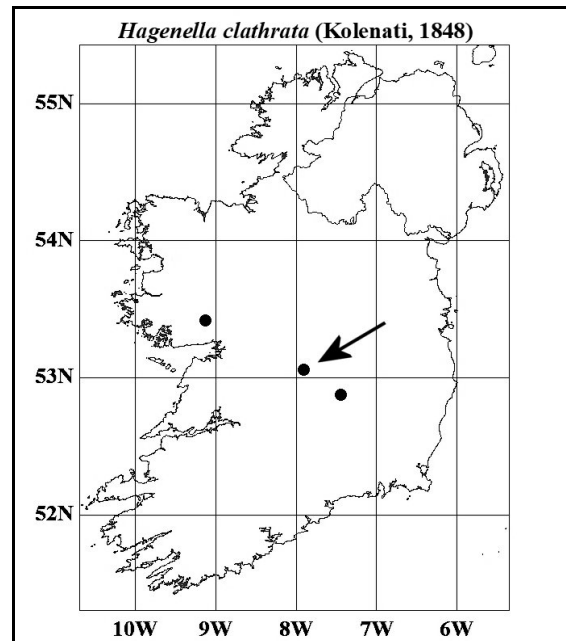 Hagenella clathrata (Kolenati, 1848)
55N
54N
53N
52N
10W 9W 8W 7W 6W